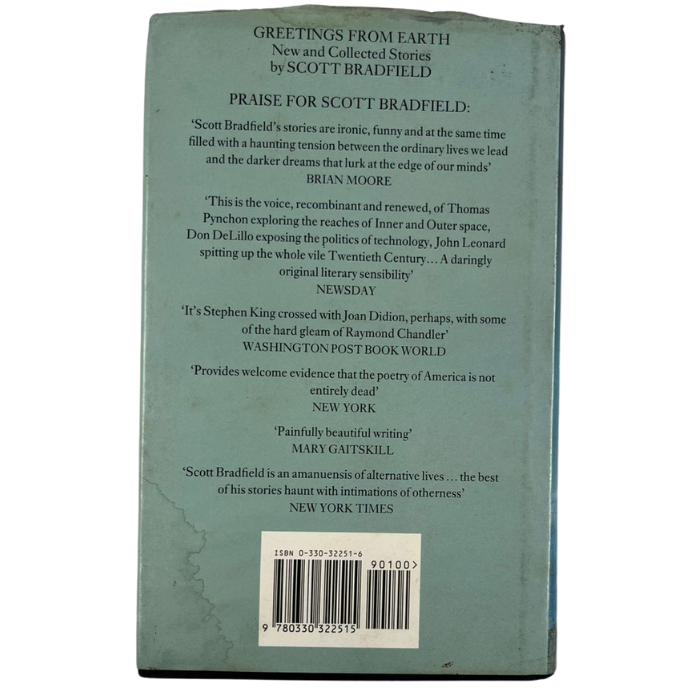 GREETINGS FROM EARTH
New and Collected Stories
by SCOTT BRADFIELD
PRAISE FOR SCOTT BRADFIELD:
‘Scott Bradfield’s stories are ironic, funny and at the same time
filled with a haunting tension between the ordinary lives we lead
and the darker dreams that lurk at the edge of our minds’
BRIAN MOORE
‘This is the voice, recombinant and renewed, of Thomas
Pynchon exploring the reaches of Inner and Outer space,
Don DeLillo exposing the politics of technology, John Leonard
spitting up the whole vile Twentieth Century... A daringly
original literary sensibility’
NEWSDAY
‘It’s Stephen King crossed with Joan Didion, perhaps, with some
of the hard gleam of Raymond Chandler’
WASHINGTON POST BOOK WORLD
‘Provides welcome evidence that the poetry of America is not
entirely dead’
NEW YORK
‘Painfully beautiful writing’
MARY GAITSKILL
‘Scott Bradfield is an amanuensis of alternative lives ... the best
of his stories haunt with intimations of otherness’
NEW YORK TIMES
ISBN 0-330-32251-6
90100>
9 780330 322515